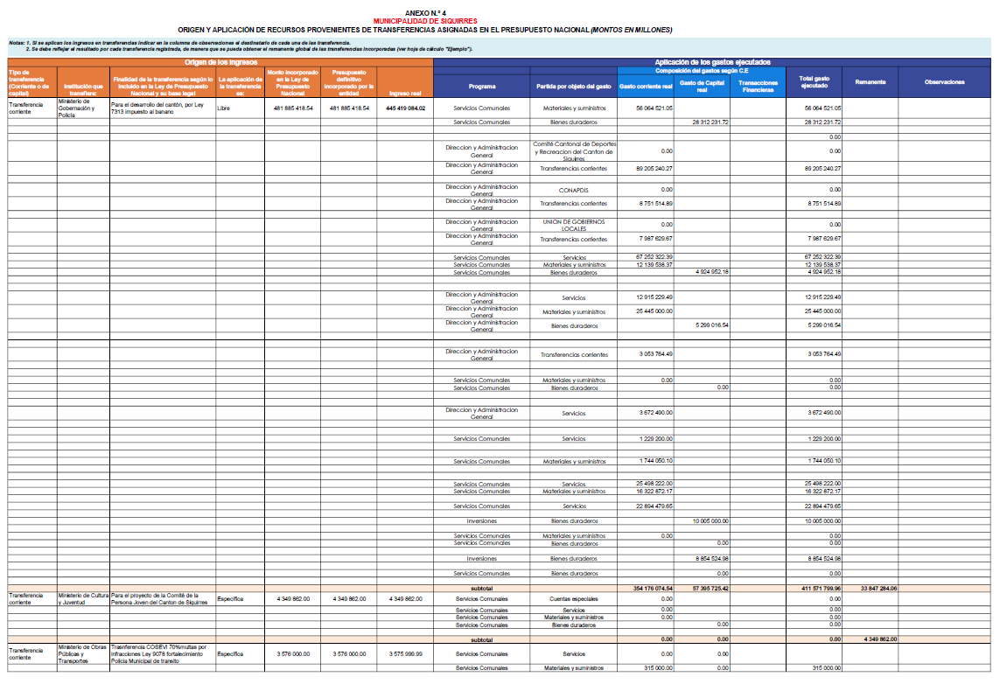 ANEXO N.º 4
MUNICIPALIDAD DE SIQUIRRES
ORIGEN Y APLICACIÓN DE RECURSOS PROVENIENTES DE TRANSFERENCIAS ASIGNADAS EN EL PRESUPUESTO NACIONAL (MONTOS EN MILLONES)
Notas: 1. Si se aplican los ingresos en transferencias indicar en la columna de observaciones el destinatario de cada una de las transferencia.
2. Se debe reflejar el resultado por cada transferencia registrada, de manera que se pueda obtener el remanente global de las transferencias incorporadas (ver hoja de cálculo "Ejemplo").
Origen de los ingresos Aplicación de los gastos ejecutados
Tipo de transferencia (Corriente o de capital) Institución que transfiere: Finalidad de la transferencia según lo incluido en la Ley de Presupuesto Nacional y su base legal La aplicación de la transferencia es: Monto incorporado en la Ley de Presupuesto Nacional Presupuesto definitivo incorporado por la entidad Ingreso real Programa Partida por objeto del gasto Composición del gastos según C.E Gasto corriente real Gasto de Capital real Transacciones Financieras Total gasto ejecutado Remanente Observaciones
Transferencia corriente Ministerio de Gobernación y Policía Para el desarrollo del cantón, por Ley 7313 impuesto al banano Libre 481 885 418.54 481 885 418.54 445 419 084.02 Servicios Comunales Materiales y suministros 56 064 521.05 56 064 521.05
Servicios Comunales Bienes duraderos 28 312 231.72 28 312 231.72
0.00
Direccion y Administracion General Comité Cantonal de Deportes y Recreacion del Canton de Siquirres 0.00 0.00
Direccion y Administracion General Transferencias corrientes 89 205 240.27 89 205 240.27
Direccion y Administracion General CONAPDIS 0.00 0.00
Direccion y Administracion General Transferencias corrientes 8 751 514.89 8 751 514.89
Direccion y Administracion General UNION DE GOBIERNOS LOCALES 0.00 0.00
Direccion y Administracion General Transferencias corrientes 7 987 629.67 7 987 629.67
Servicios Comunales Servicios 67 252 322.39 67 252 322.39
Servicios Comunales Materiales y suministros 12 139 538.37 12 139 538.37
Servicios Comunales Bienes duraderos 4 924 952.18 4 924 952.18
Direccion y Administracion General Servicios 12 915 229.49 12 915 229.49
Direccion y Administracion General Materiales y suministros 25 445 000.00 25 445 000.00
Direccion y Administracion General Bienes duraderos 5 299 016.54 5 299 016.54
Direccion y Administracion General Transferencias corrientes 3 053 764.49 3 053 764.49
Servicios Comunales Materiales y suministros 0.00 0.00
Servicios Comunales Bienes duraderos 0.00 0.00
Direccion y Administracion General Servicios 3 672 490.00 3 672 490.00
Servicios Comunales Servicios 1 229 200.00 1 229 200.00
Servicios Comunales Materiales y suministros 1 744 050.10 1 744 050.10
Servicios Comunales Servicios 25 498 222.00 25 498 222.00
Servicios Comunales Materiales y suministros 16 322 872.17 16 322 872.17
Servicios Comunales Servicios 22 894 479.65 22 894 479.65
Inversiones Bienes duraderos 10 005 000.00 10 005 000.00
Servicios Comunales Materiales y suministros 0.00 0.00
Servicios Comunales Bienes duraderos 0.00 0.00
Inversiones Bienes duraderos 8 854 524.98 8 854 524.98
Servicios Comunales Bienes duraderos 0.00 0.00
subtotal 354 176 074.54 57 395 725.42 411 571 799.96 33 847 284.06
Transferencia corriente Ministerio de Cultura y Juventud Para el proyecto de la Comité de la Persona Joven del Canton de Siquirres Específica 4 349 862.00 4 349 862.00 4 349 862.00 Servicios Comunales Cuentas especiales 0.00 0.00
Servicios Comunales Servicios 0.00 0.00
Servicios Comunales Materiales y suministros 0.00 0.00
Servicios Comunales Bienes duraderos 0.00 0.00
subtotal 0.00 0.00 0.00 4 349 862.00
Transferencia corriente Ministerio de Obras Públicas y Transportes Trasnferencia COSEVI 70%multas por infracciones Ley 9078 fortalecimiento Policía Municipal de transito Específica 3 576 000.00 3 576 000.00 3 575 999.99 Servicios Comunales Servicios 0.00 0.00
Servicios Comunales Materiales y suministros 315 000.00 0.00 315 000.00